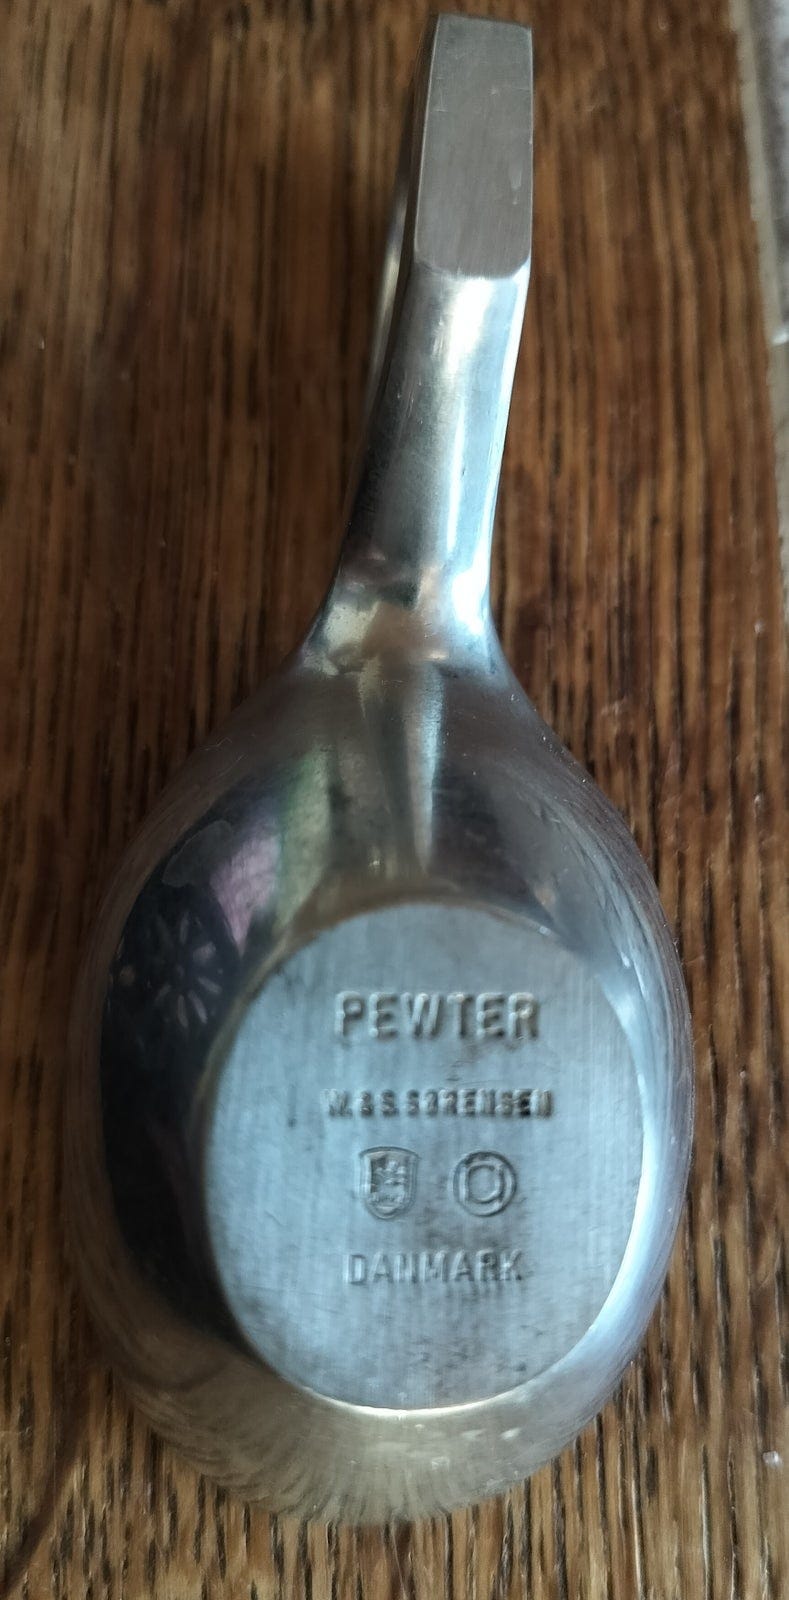 PEWTER
W. & S. SØRENSEN
DANMARK